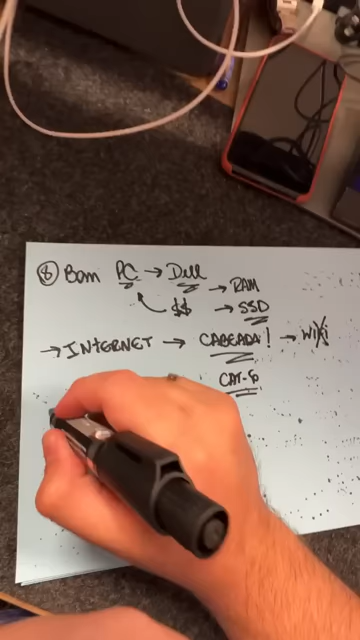 ⑧ Bom PC → Dell
→ RAM
$$ → SSD
→ INTERNET → CABEADA! → WiFi
CAT-6